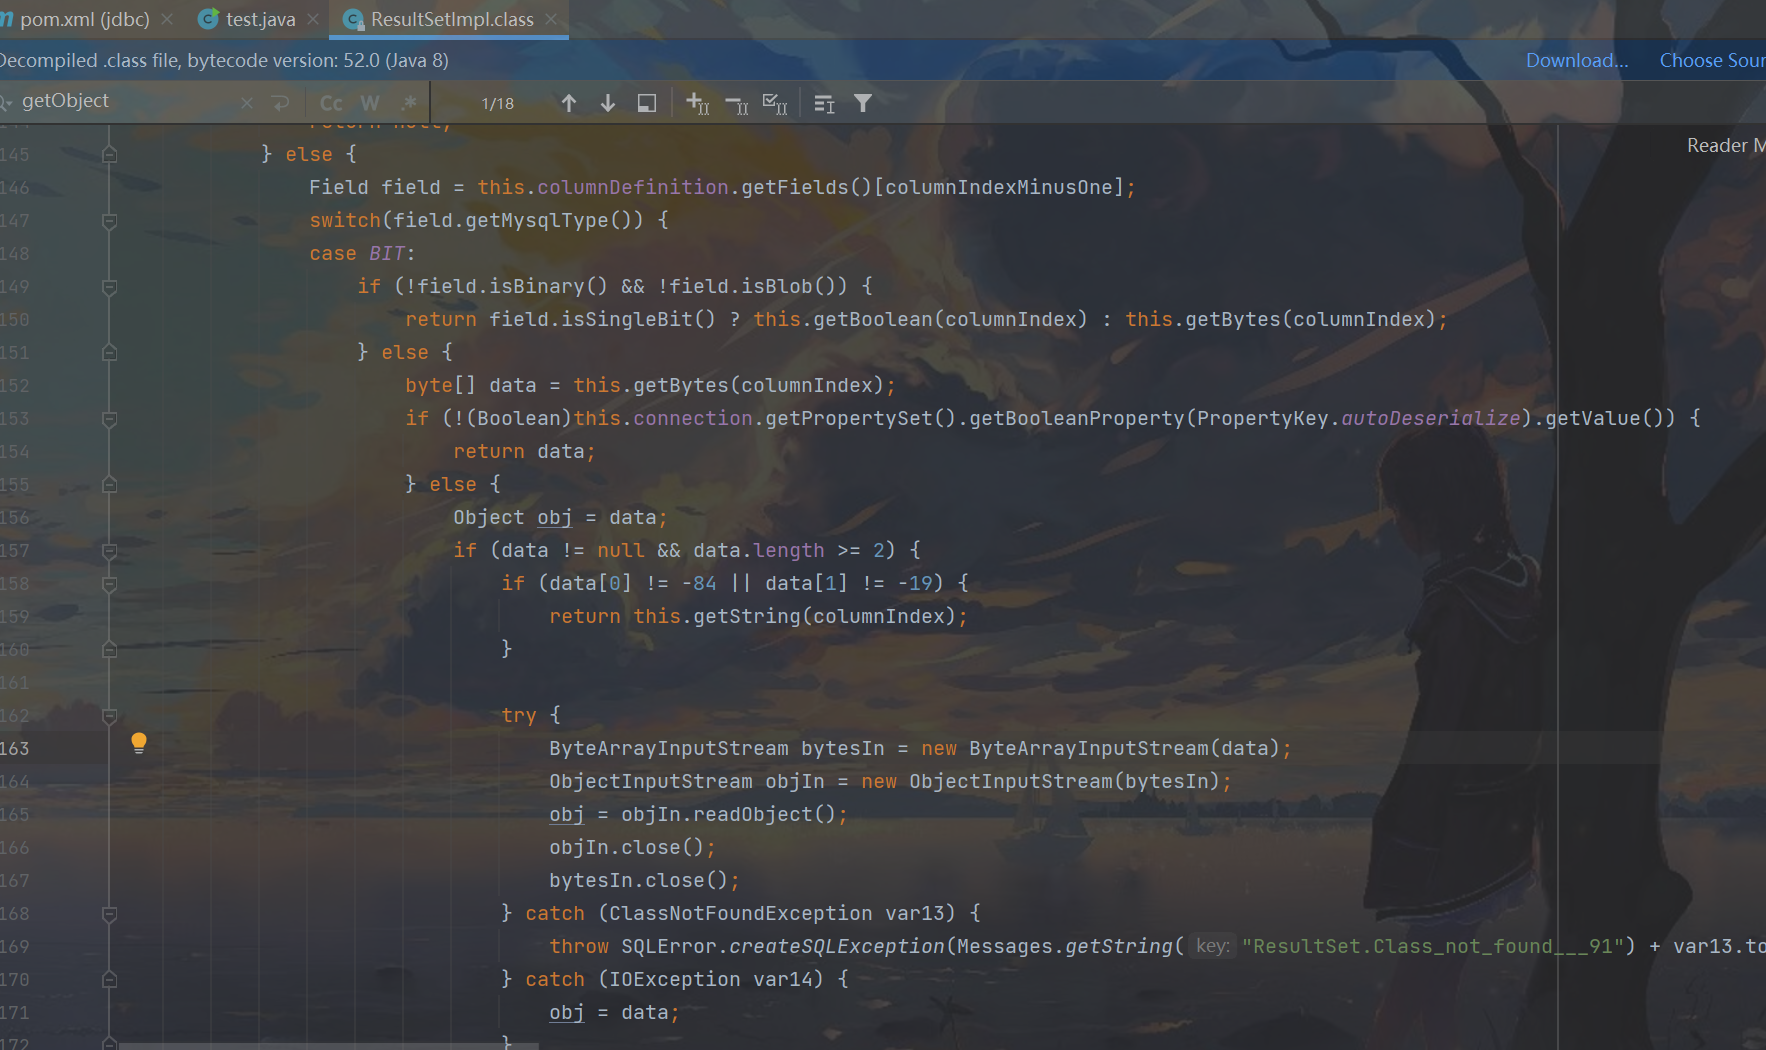 pom.xml (jdbc)
test.java
ResultSetImpl.class
Decompiled .class file, bytecode version: 52.0 (Java 8)
Download...
Choose Sour
getObject
Cc W .*
1/18
return null;
145 } else {
146 Field field = this.columnDefinition.getFields()[columnIndexMinusOne];
147 switch(field.getMysqlType()) {
148 case BIT:
149 if (!field.isBinary() && !field.isBlob()) {
150 return field.isSingleBit() ? this.getBoolean(columnIndex) : this.getBytes(columnIndex);
151 } else {
152 byte[] data = this.getBytes(columnIndex);
153 if (!(Boolean)this.connection.getPropertySet().getBooleanProperty(PropertyKey.autoDeserialize).getValue()) {
154 return data;
155 } else {
156 Object obj = data;
157 if (data != null && data.length >= 2) {
158 if (data[0] != -84 || data[1] != -19) {
159 return this.getString(columnIndex);
160 }
161
162 try {
163 ByteArrayInputStream bytesIn = new ByteArrayInputStream(data);
164 ObjectInputStream objIn = new ObjectInputStream(bytesIn);
165 obj = objIn.readObject();
166 objIn.close();
167 bytesIn.close();
168 } catch (ClassNotFoundException var13) {
169 throw SQLError.createSQLException(Messages.getString( key: "ResultSet.Class_not_found___91") + var13.to
170 } catch (IOException var14) {
171 obj = data;
172 }
Reader M